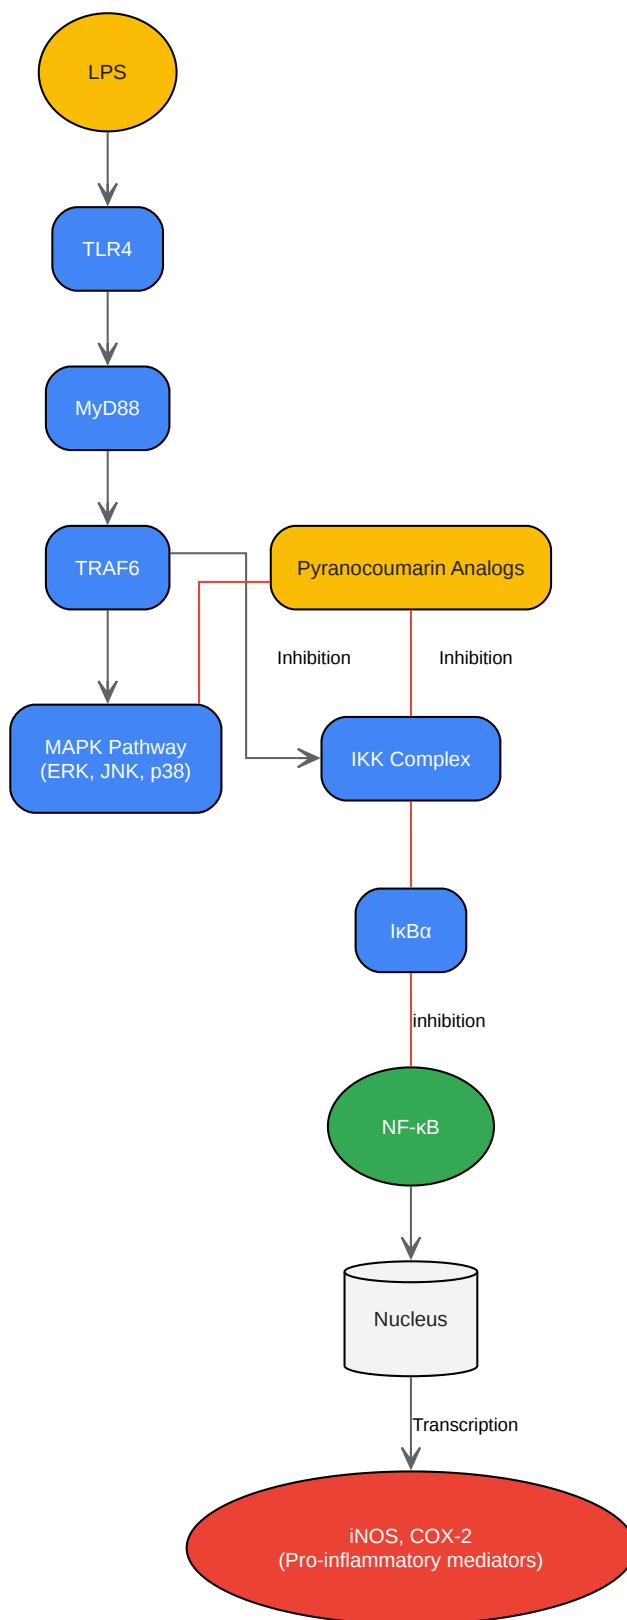 LPS
TLR4
MyD88
TRAF6
Pyranocoumarin Analogs
Inhibition
Inhibition
MAPK Pathway
(ERK, JNK, p38)
IKK Complex
IκBα
inhibition
NF-κB
Nucleus
Transcription
iNOS, COX-2
(Pro-inflammatory mediators)